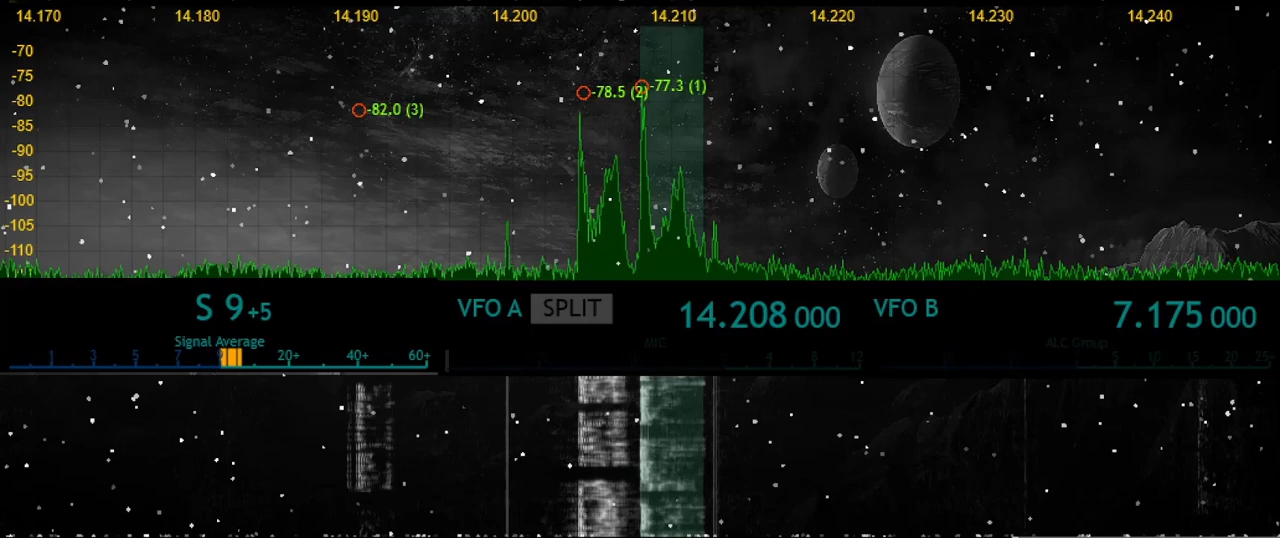 14.170 14.180 14.190 14.200 14.210 14.220 14.230 14.240
-70
-75
-80
-85
-90
-95
-100
-105
-110
-82.0 (3)
-78.5 (2)
-77.3 (1)
S 9+5
VFO A SPLIT 14.208 000 VFO B 7.175 000
Signal Average MIC ALC Group
1 3 5 7 9 20+ 40+ 60+
4 8 12
5 10 15 20 25+